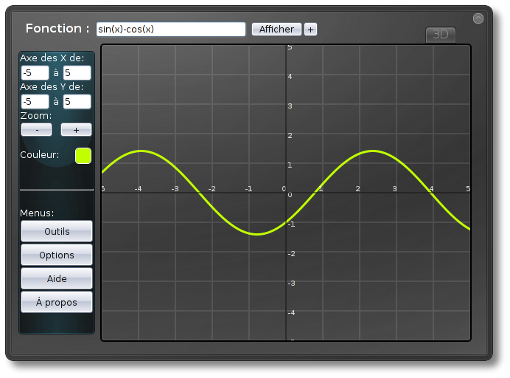 Fonction : sin(x)-cos(x) Afficher +
3D
Axe des X de:
-5 à 5
Axe des Y de:
-5 à 5
Zoom:
- +
Couleur:
Menus:
Outils
Options
Aide
À propos
5
4
3
2
1
5 -4 -3 -2 -1 0 1 2 3 4 5
0
-1
-2
-3
-4